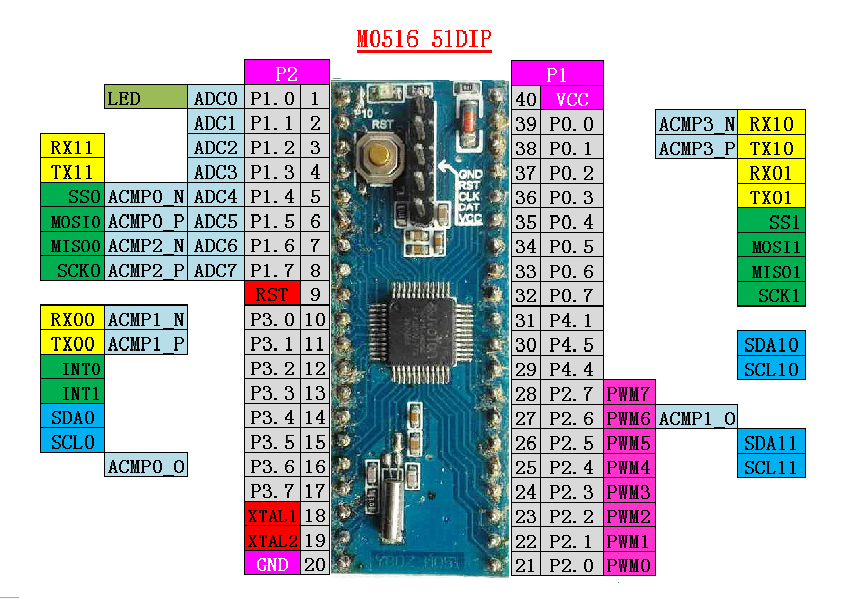 M0516 51DIP
P2
P1
LED ADC0 P1.0 1
40 VCC
ADC1 P1.1 2
39 P0.0 ACMP3_N RX10
RX11 ADC2 P1.2 3
38 P0.1 ACMP3_P TX10
TX11 ADC3 P1.3 4
37 P0.2 RX01
SS0 ACMP0_N ADC4 P1.4 5
36 P0.3 TX01
MOSI0 ACMP0_P ADC5 P1.5 6
35 P0.4 SS1
MISO0 ACMP2_N ADC6 P1.6 7
34 P0.5 MOSI1
SCK0 ACMP2_P ADC7 P1.7 8
33 P0.6 MISO1
RST 9
32 P0.7 SCK1
RX00 ACMP1_N P3.0 10
31 P4.1
TX00 ACMP1_P P3.1 11
30 P4.5 SDA10
INT0 P3.2 12
29 P4.4 SCL10
INT1 P3.3 13
28 P2.7 PWM7
SDA0 P3.4 14
27 P2.6 PWM6 ACMP1_O
SCL0 P3.5 15
26 P2.5 PWM5 SDA11
ACMP0_O P3.6 16
25 P2.4 PWM4 SCL11
P3.7 17
24 P2.3 PWM3
XTAL1 18
23 P2.2 PWM2
XTAL2 19
22 P2.1 PWM1
GND 20
21 P2.0 PWM0
P10
RST
GND
RST
CLK
DAT
VCC